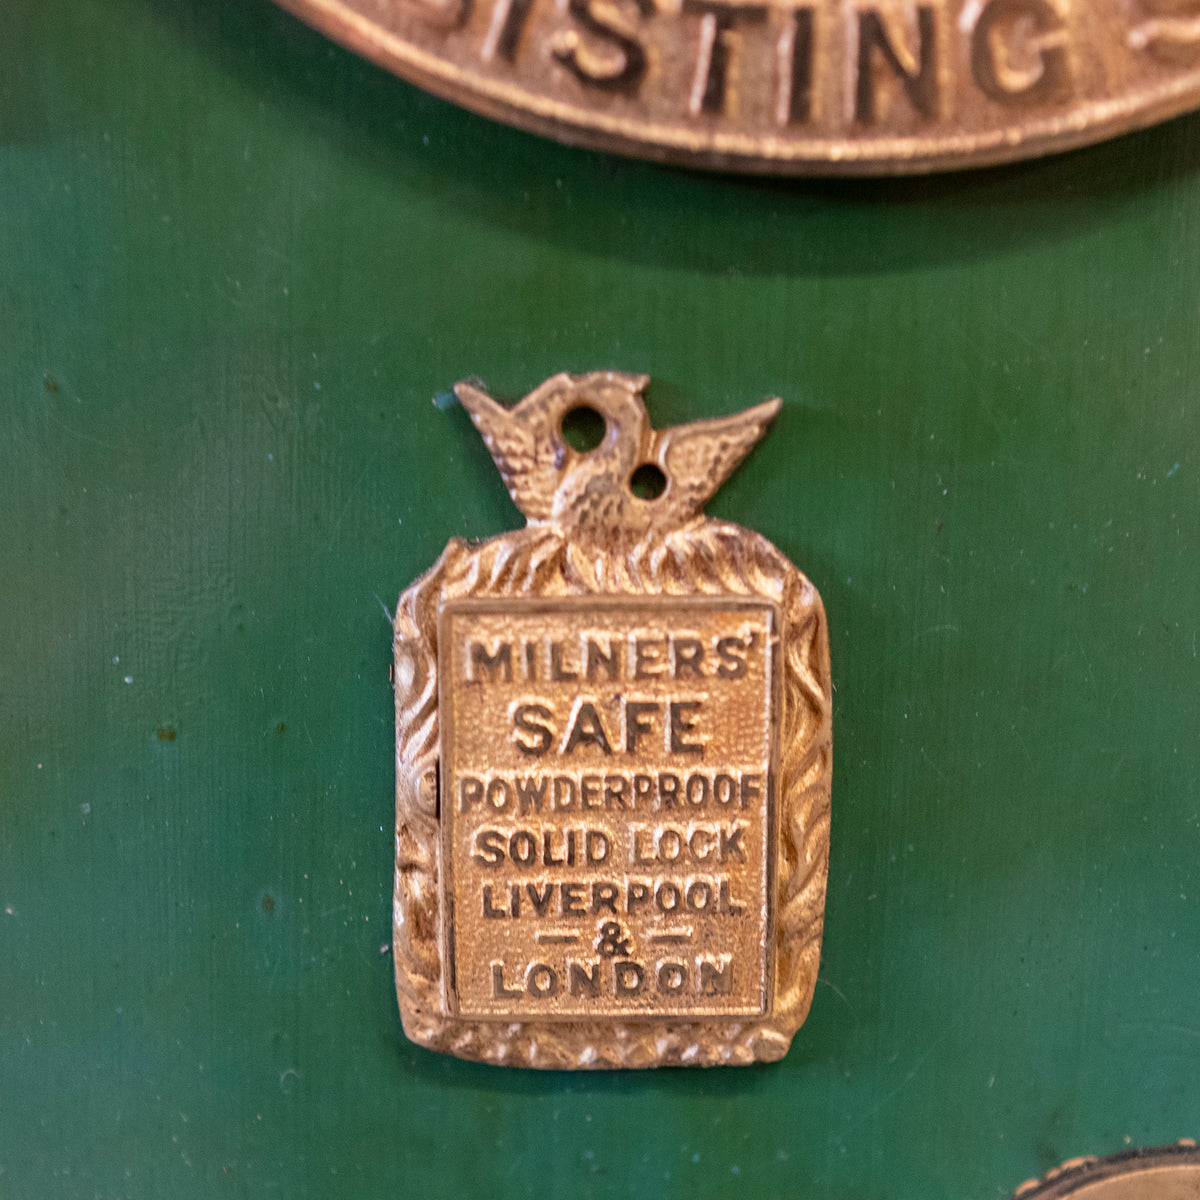 ISTING
MILNERS'
SAFE
POWDERPROOF
SOLID LOCK
LIVERPOOL
— & —
LONDON